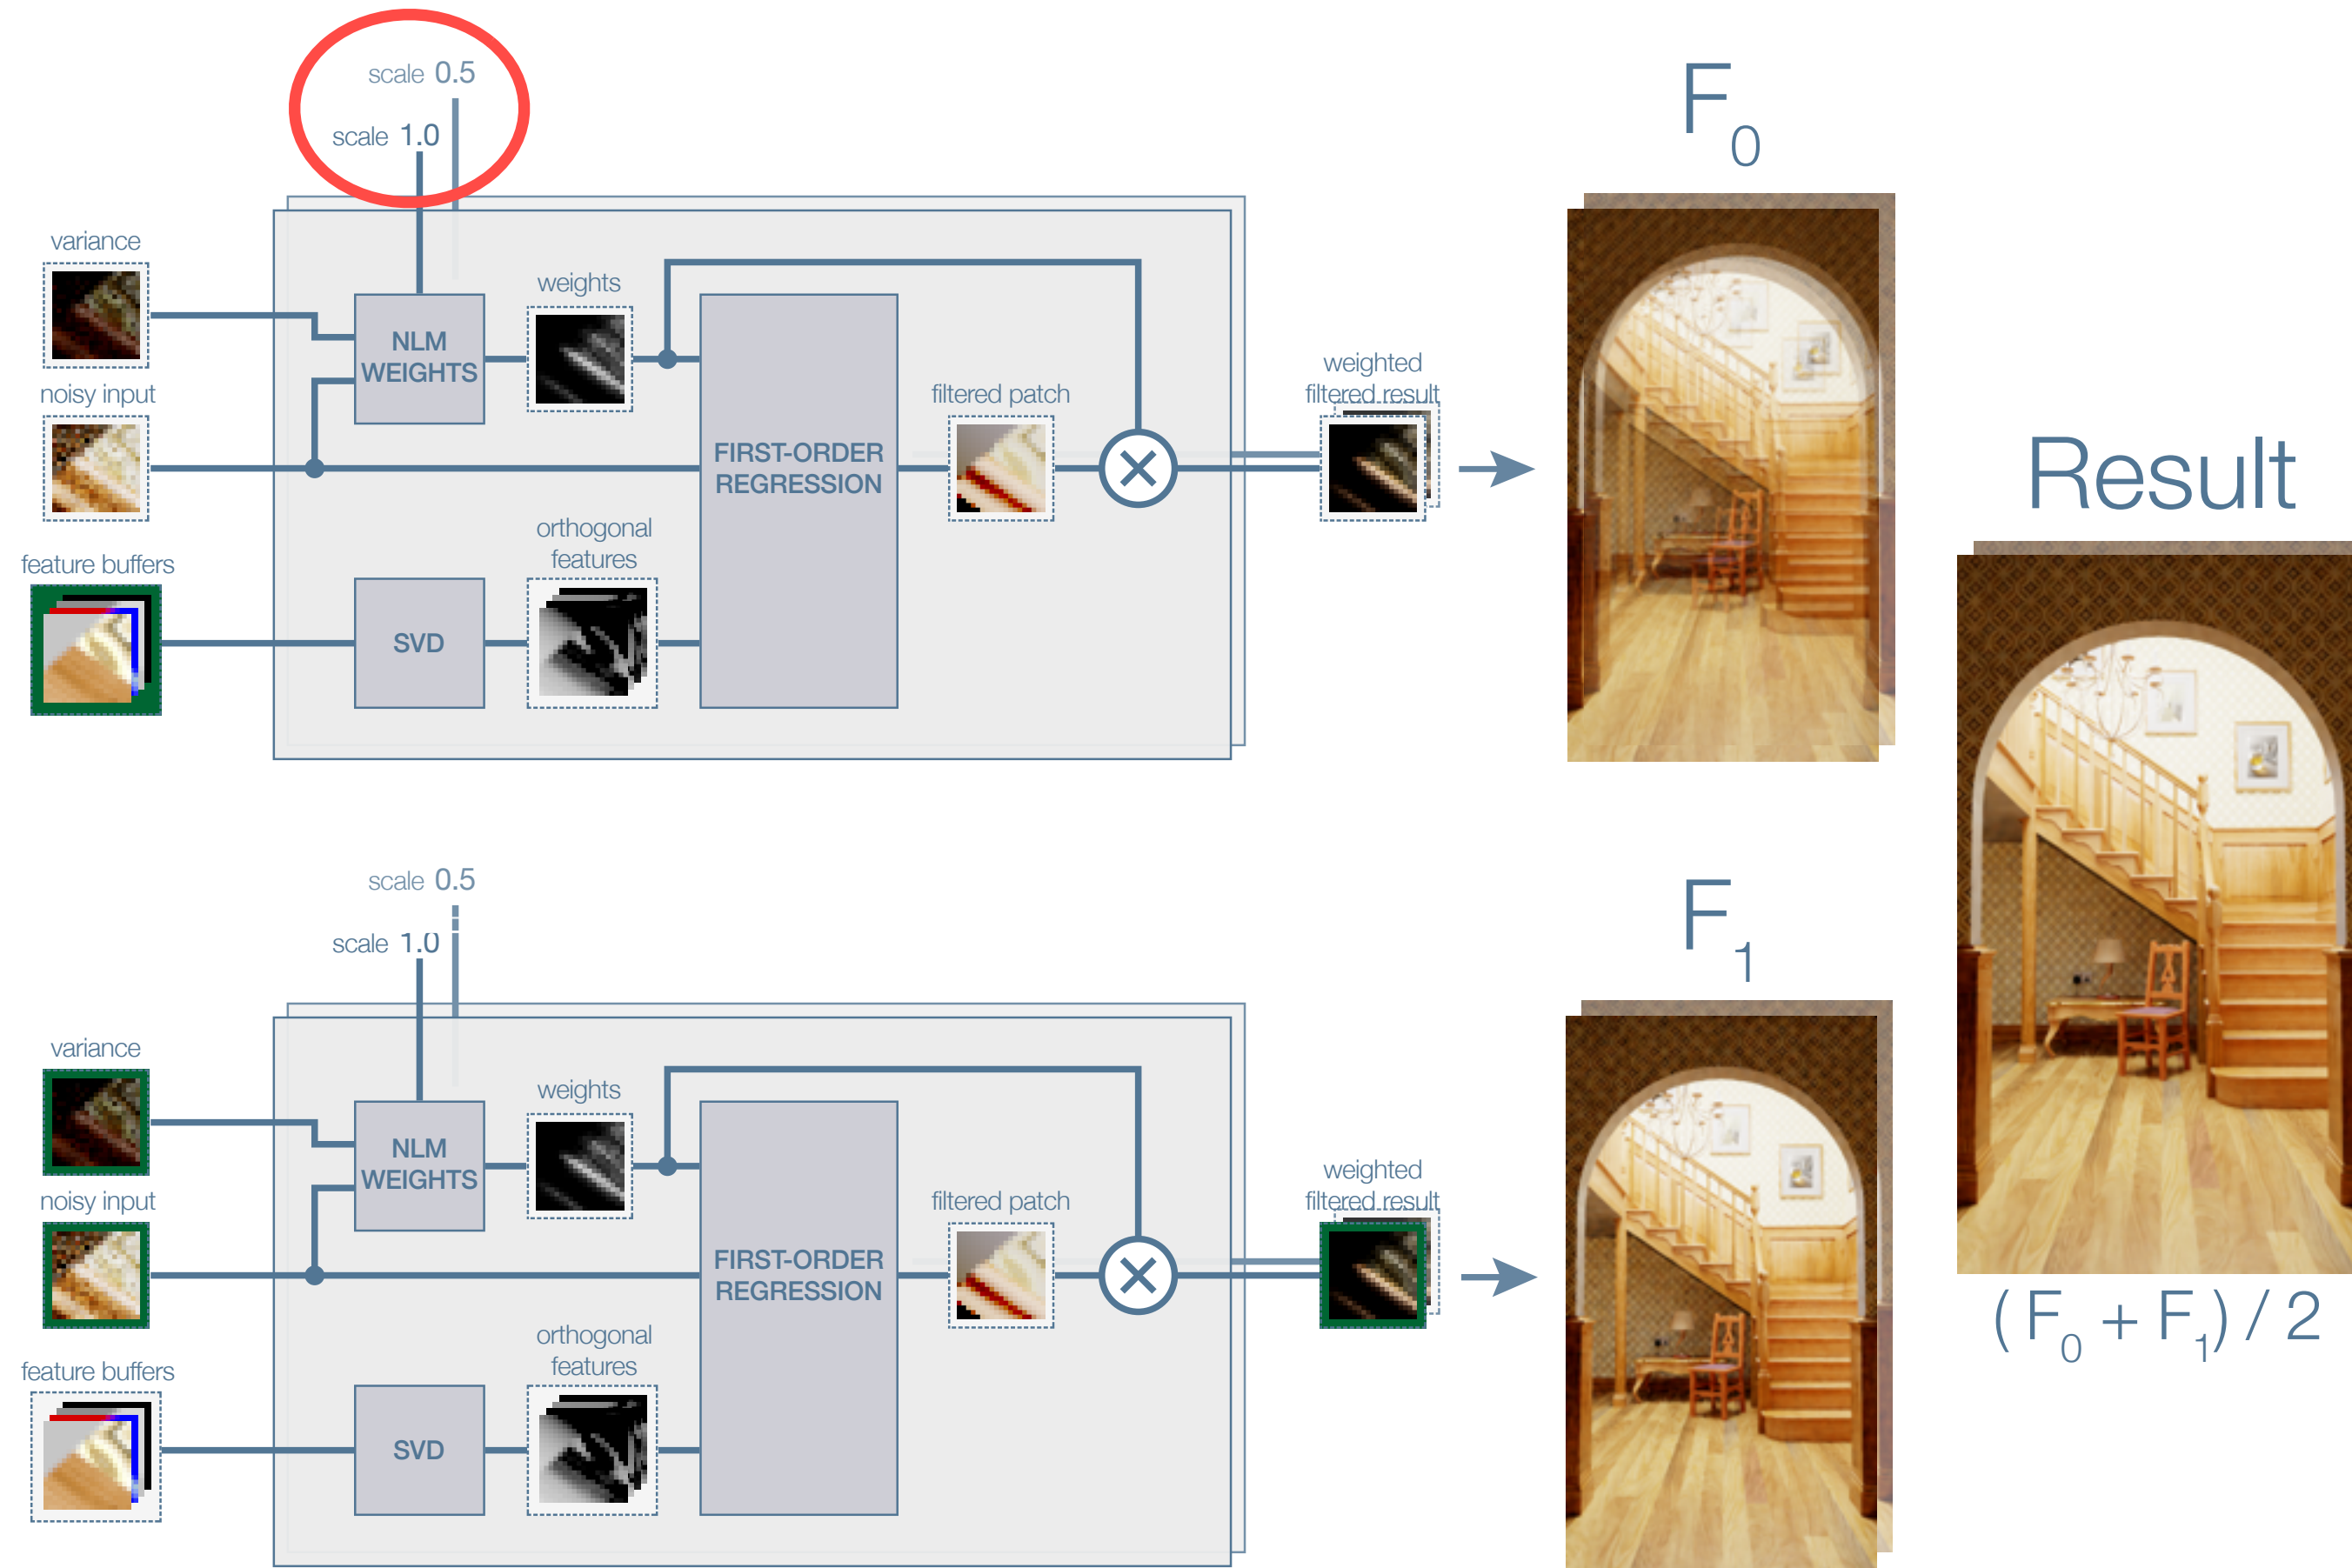 scale 0.5
scale 1.0
F0
variance
weights
NLM
WEIGHTS
noisy input
filtered patch
weighted
filtered result
FIRST-ORDER
REGRESSION
Result
orthogonal
features
feature buffers
SVD
scale 0.5
scale 1.0
F1
variance
weights
NLM
WEIGHTS
noisy input
filtered patch
weighted
filtered result
FIRST-ORDER
REGRESSION
(F0 + F1) / 2
orthogonal
features
feature buffers
SVD